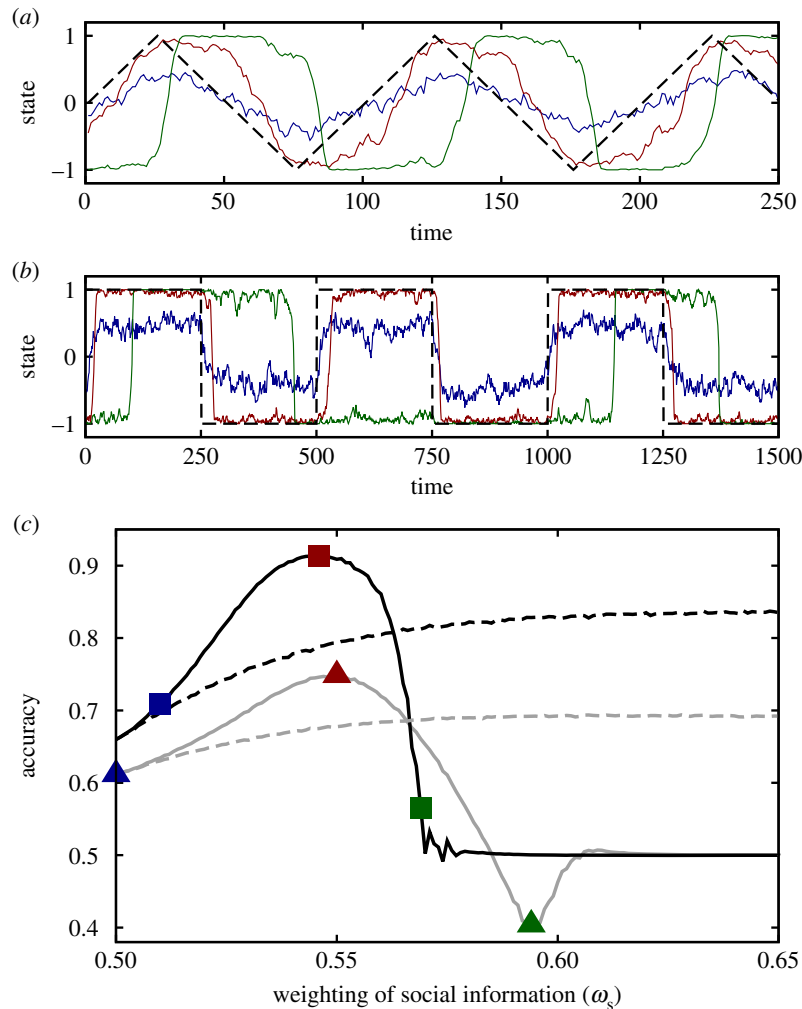 (a)
1
0
−1
state
0 50 100 150 200 250
time
(b)
1
0
−1
state
0 250 500 750 1000 1250 1500
time
(c)
0.9
0.8
0.7
0.6
0.5
0.4
accuracy
0.50 0.55 0.60 0.65
weighting of social information (ωs)